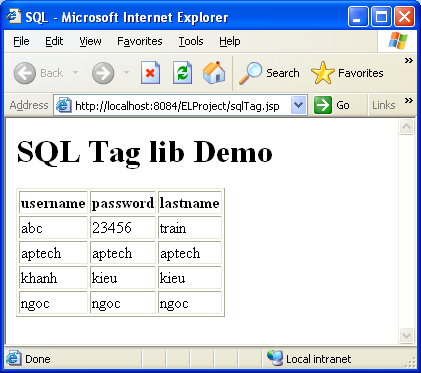 SQL - Microsoft Internet Explorer
File Edit View Favorites Tools Help
Back Search Favorites »
Address http://localhost:8084/ELProject/sqlTag.jsp Go Links »
SQL Tag lib Demo
username password lastname
abc 23456 train
aptech aptech aptech
khanh kieu kieu
ngoc ngoc ngoc
Done Local intranet